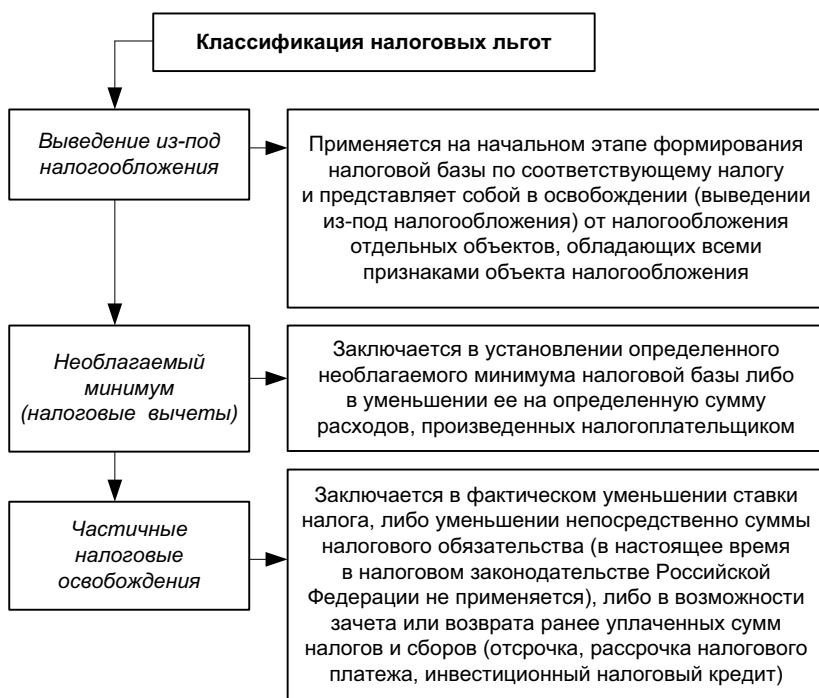 Классификация налоговых льгот
Выведение из-под
налогообложения
Применяется на начальном этапе формирования
налоговой базы по соответствующему налогу
и представляет собой в освобождении (выведении
из-под налогообложения) от налогообложения
отдельных объектов, обладающих всеми
признаками объекта налогообложения
Необлагаемый
минимум
(налоговые вычеты)
Заключается в установлении определенного
необлагаемого минимума налоговой базы либо
в уменьшении ее на определенную сумму
расходов, произведенных налогоплательщиком
Частичные
налоговые
освобождения
Заключается в фактическом уменьшении ставки
налога, либо уменьшении непосредственно суммы
налогового обязательства (в настоящее время
в налоговом законодательстве Российской
Федерации не применяется), либо в возможности
зачета или возврата ранее уплаченных сумм
налогов и сборов (отсрочка, рассрочка налогового
платежа, инвестиционный налоговый кредит)